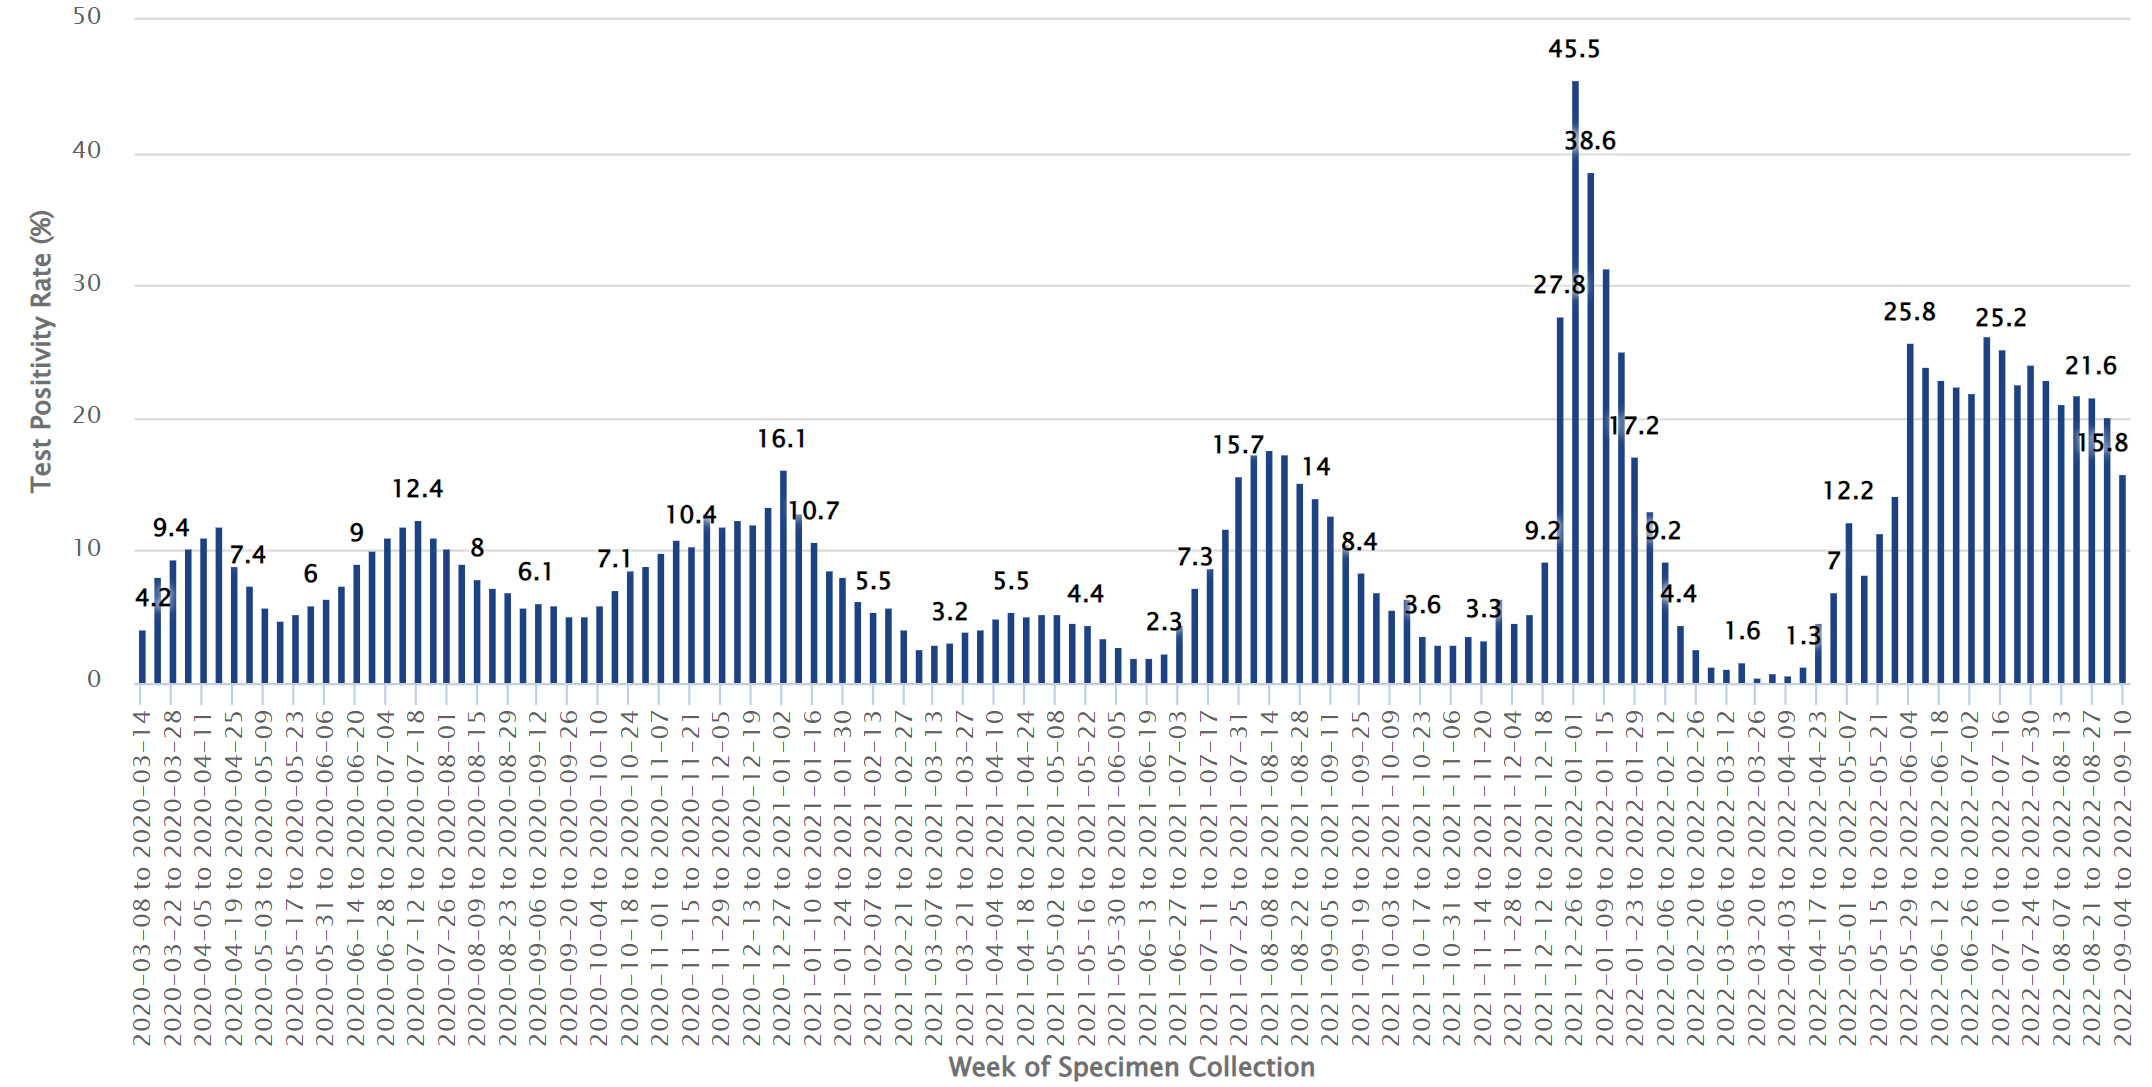 50
40
30
20
10
0
Test Positivity Rate (%)
4.2
9.4
7.4
6
9
12.4
8
6.1
7.1
10.4
16.1
10.7
5.5
3.2
5.5
4.4
2.3
7.3
15.7
14
8.4
3.6
3.3
9.2
27.8
45.5
38.6
17.2
9.2
4.4
1.6
1.3
7
12.2
25.8
25.2
21.6
15.8
2020-03-08 to 2020-03-14
2020-03-22 to 2020-03-28
2020-04-05 to 2020-04-11
2020-04-19 to 2020-04-25
2020-05-03 to 2020-05-09
2020-05-17 to 2020-05-23
2020-05-31 to 2020-06-06
2020-06-14 to 2020-06-20
2020-06-28 to 2020-07-04
2020-07-12 to 2020-07-18
2020-07-26 to 2020-08-01
2020-08-09 to 2020-08-15
2020-08-23 to 2020-08-29
2020-09-06 to 2020-09-12
2020-09-20 to 2020-09-26
2020-10-04 to 2020-10-10
2020-10-18 to 2020-10-24
2020-11-01 to 2020-11-07
2020-11-15 to 2020-11-21
2020-11-29 to 2020-12-05
2020-12-13 to 2020-12-19
2020-12-27 to 2021-01-02
2021-01-10 to 2021-01-16
2021-01-24 to 2021-01-30
2021-02-07 to 2021-02-13
2021-02-21 to 2021-02-27
2021-03-07 to 2021-03-13
2021-03-21 to 2021-03-27
2021-04-04 to 2021-04-10
2021-04-18 to 2021-04-24
2021-05-02 to 2021-05-08
2021-05-16 to 2021-05-22
2021-05-30 to 2021-06-05
2021-06-13 to 2021-06-19
2021-06-27 to 2021-07-03
2021-07-11 to 2021-07-17
2021-07-25 to 2021-07-31
2021-08-08 to 2021-08-14
2021-08-22 to 2021-08-28
2021-09-05 to 2021-09-11
2021-09-19 to 2021-09-25
2021-10-03 to 2021-10-09
2021-10-17 to 2021-10-23
2021-10-31 to 2021-11-06
2021-11-14 to 2021-11-20
2021-11-28 to 2021-12-04
2021-12-12 to 2021-12-18
2021-12-26 to 2022-01-01
2022-01-09 to 2022-01-15
2022-01-23 to 2022-01-29
2022-02-06 to 2022-02-12
2022-02-20 to 2022-02-26
2022-03-06 to 2022-03-12
2022-03-20 to 2022-03-26
2022-04-03 to 2022-04-09
2022-04-17 to 2022-04-23
2022-05-01 to 2022-05-07
2022-05-15 to 2022-05-21
2022-05-29 to 2022-06-04
2022-06-12 to 2022-06-18
2022-06-26 to 2022-07-02
2022-07-10 to 2022-07-16
2022-07-24 to 2022-07-30
2022-08-07 to 2022-08-13
2022-08-21 to 2022-08-27
2022-09-04 to 2022-09-10
Week of Specimen Collection